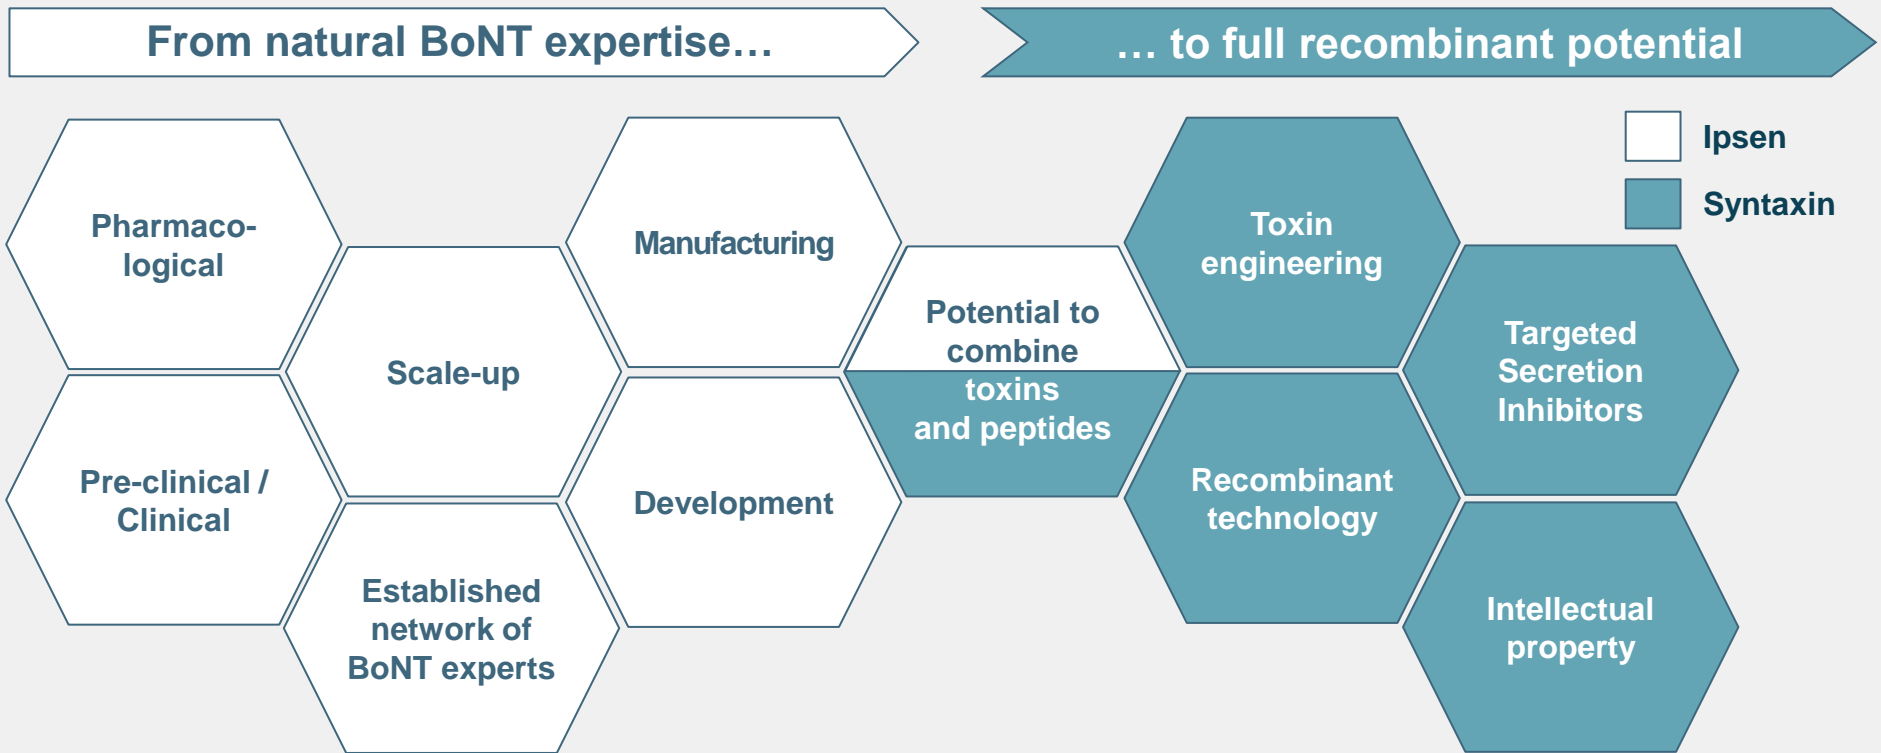 From natural BoNT expertise…
… to full recombinant potential
Ipsen
Syntaxin
Pharmaco-
logical
Pre-clinical /
Clinical
Scale-up
Established
network of
BoNT experts
Manufacturing
Development
Potential to
combine
toxins
and peptides
Toxin
engineering
Recombinant
technology
Targeted
Secretion
Inhibitors
Intellectual
property